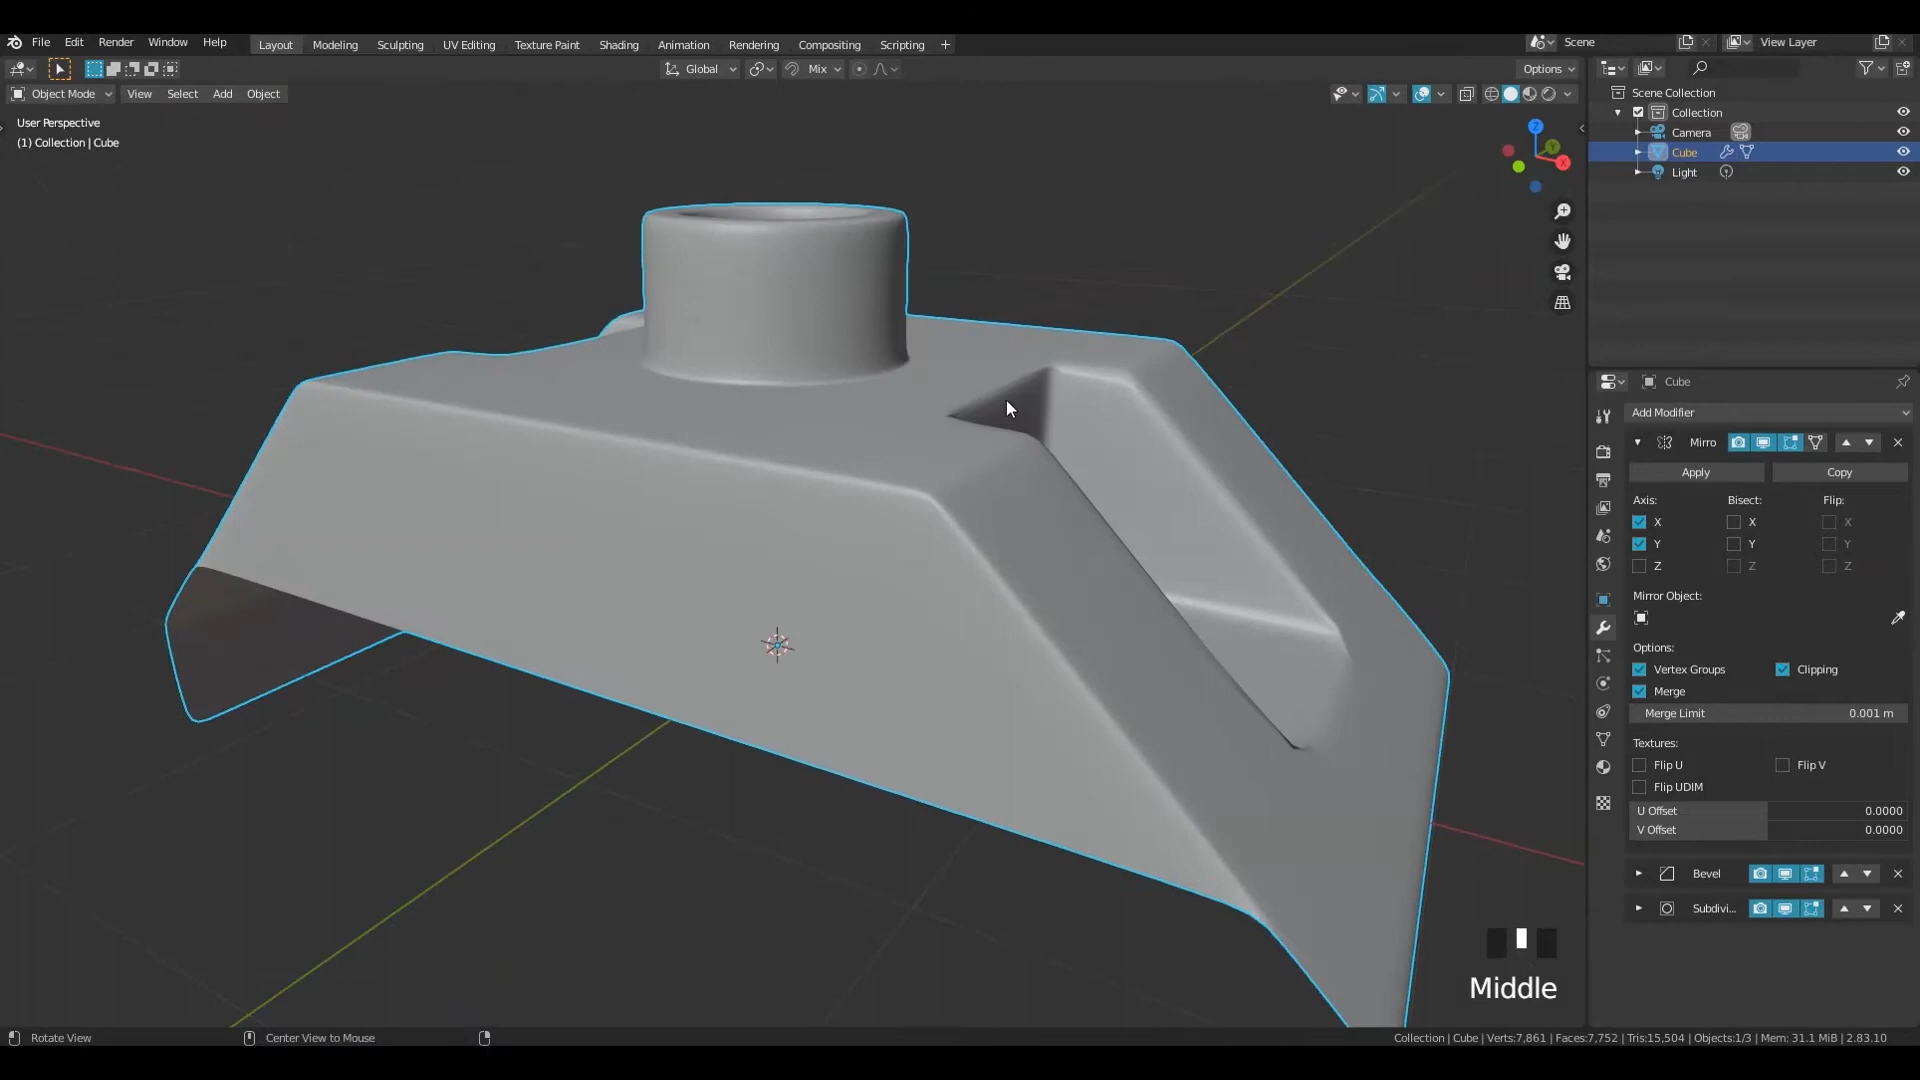 File Edit Render Window Help Layout Modeling Sculpting UV Editing Texture Paint Shading Animation Rendering Compositing Scripting + Scene View Layer
Global Mix Options
Object Mode View Select Add Object
User Perspective
(1) Collection | Cube
Z
Y
X
Scene Collection
Collection
Camera
Cube
Light
Cube
Add Modifier
Mirro
Apply Copy
Axis: Bisect: Flip:
X X X
Y Y Y
Z Z Z
Mirror Object:
Options:
Vertex Groups Clipping
Merge
Merge Limit 0.001 m
Textures:
Flip U Flip V
Flip UDIM
U Offset 0.0000
V Offset 0.0000
Bevel
Subdivi...
Middle
Rotate View Center View to Mouse Collection | Cube | Verts:7,861 | Faces:7,752 | Tris:15,504 | Objects:1/3 | Mem: 31.1 MiB | 2.83.10